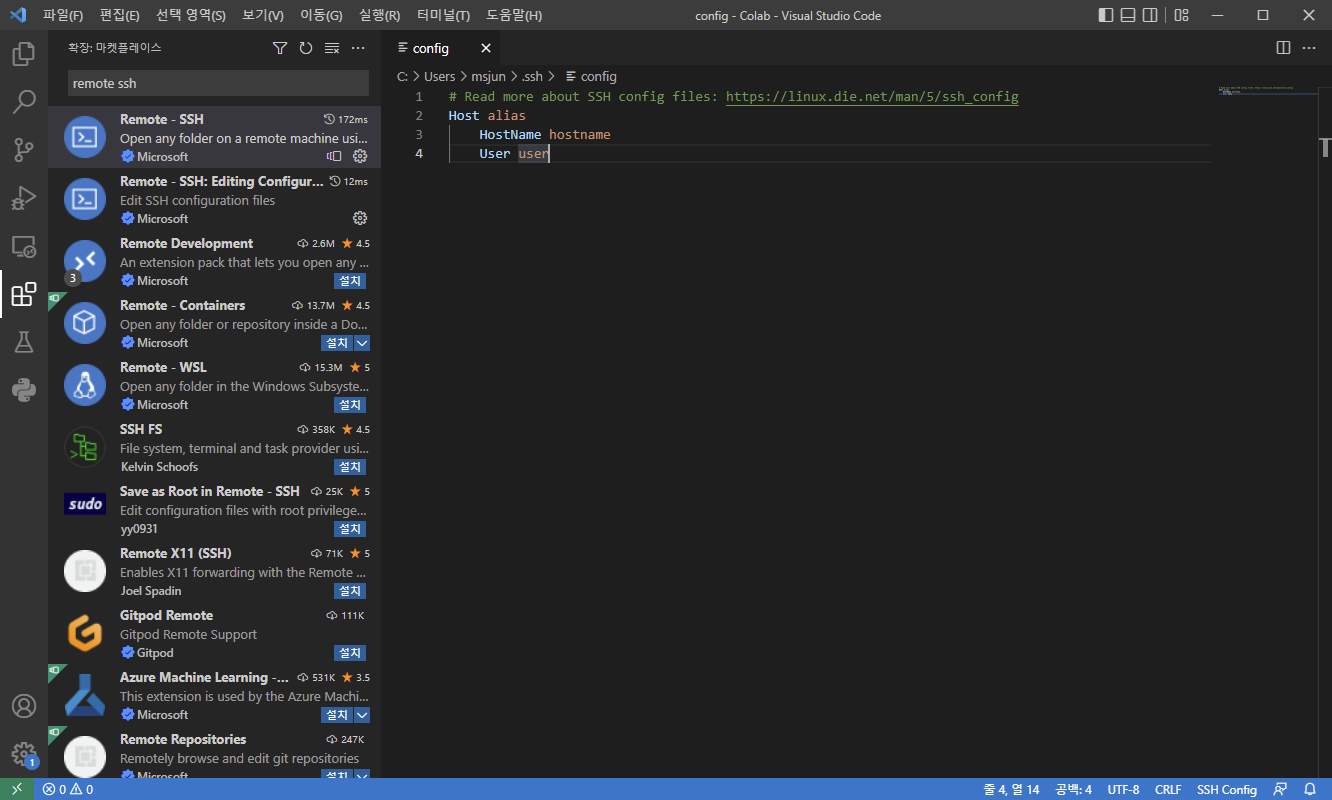 파일(F) 편집(E) 선택 영역(S) 보기(V) 이동(G) 실행(R) 터미널(T) 도움말(H) config - Colab - Visual Studio Code
확장: 마켓플레이스
remote ssh
Remote - SSH 172ms
Open any folder on a remote machine usi...
Microsoft
Remote - SSH: Editing Configur... 12ms
Edit SSH configuration files
Microsoft
Remote Development 2.6M ★ 4.5
An extension pack that lets you open any ...
3
Microsoft 설치
Remote - Containers 13.7M ★ 4.5
Open any folder or repository inside a Do...
Microsoft 설치
Remote - WSL 15.3M ★ 5
Open any folder in the Windows Subsyste...
Microsoft 설치
SSH FS 358K ★ 4.5
File system, terminal and task provider usi...
Kelvin Schoofs 설치
sudo
Save as Root in Remote - SSH 25K ★ 5
Edit configuration files with root privilege...
yy0931 설치
Remote X11 (SSH) 71K ★ 5
Enables X11 forwarding with the Remote ...
Joel Spadin 설치
Gitpod Remote 111K
Gitpod Remote Support
Gitpod 설치
Azure Machine Learning -... 531K ★ 3.5
This extension is used by the Azure Machi...
Microsoft 설치
Remote Repositories 247K
Remotely browse and edit git repositories
Microsoft 설치
1
config
C: > Users > msjun > .ssh > config
1 # Read more about SSH config files: https://linux.die.net/man/5/ssh_config
2 Host alias
3 HostName hostname
4 User user
0 0 줄 4, 열 14 공백: 4 UTF-8 CRLF SSH Config